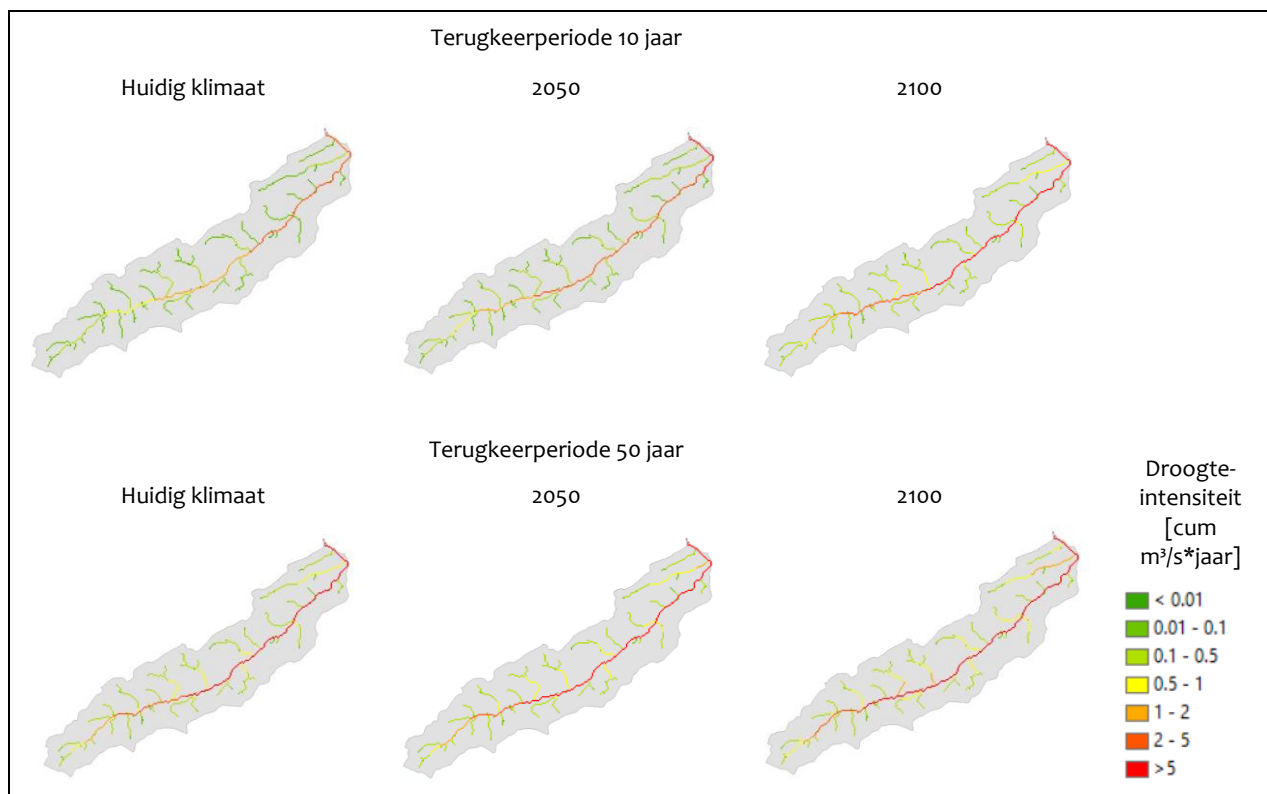 Terugkeerperiode 10 jaar
Huidig klimaat
2050
2100
Terugkeerperiode 50 jaar
Huidig klimaat
2050
2100
Droogte-
intensiteit
[cum
m³/s*jaar]
< 0.01
0.01 - 0.1
0.1 - 0.5
0.5 - 1
1 - 2
2 - 5
>5